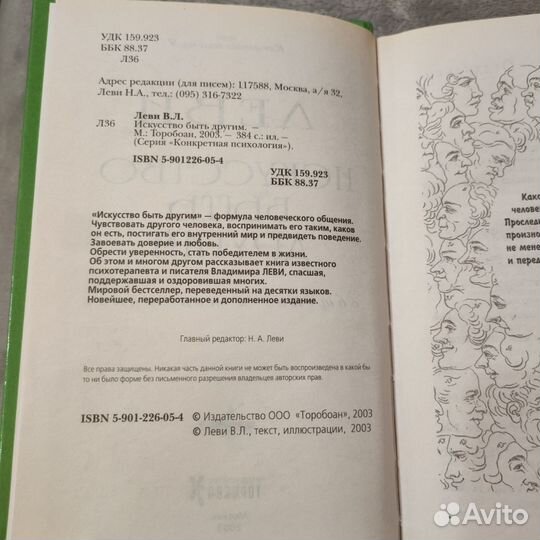 УДК 159.923
ББК 88.37
Л36
Адрес редакции (для писем): 117588, Москва, а/я 32,
Леви Н.А., тел.: (095) 316-7322
Леви В.Л.
Л36 Искусство быть другим. —
М.: Торобоан, 2003. — 384 с.: ил.—
(Серия «Конкретная психология»).
ISBN 5-901226-05-4
УДК 159.923
ББК 88.37
«Искусство быть другим» — формула человеческого общения.
Чувствовать другого человека, воспринимать его таким, каков
он есть, постигать его внутренний мир и предвидеть поведение.
Завоевать доверие и любовь.
Обрести уверенность, стать победителем в жизни.
Об этом и многом другом рассказывает книга известного
психотерапевта и писателя Владимира ЛЕВИ, спасшая,
поддержавшая и оздоровившая многих.
Мировой бестселлер, переведенный на десятки языков.
Новейшее, переработанное и дополненное издание.
Главный редактор: Н. А. Леви
Все права защищены. Никакая часть данной книги не может быть воспроизведена в какой бы
то ни было форме без письменного разрешения владельцев авторских прав.
ISBN 5-901-226-05-4
© Издательство ООО «Торобоан», 2003
© Леви В.Л., текст, иллюстрации, 2003
Како
челове
Проследи
произно
не мене
и перед
Avito